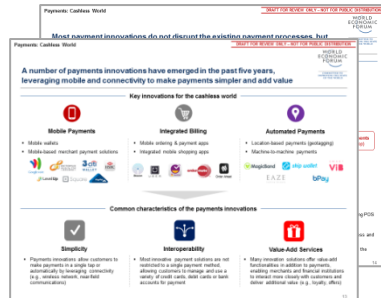 Payments: Cashless World
DRAFT FOR REVIEW ONLY - NOT FOR PUBLIC DISTRIBUTION
WORLD
ECONOMIC
FORUM
Most payment innovations do not disrupt the existing payment processes, but
Payments: Cashless World
DRAFT FOR REVIEW ONLY - NOT FOR PUBLIC DISTRIBUTION
WORLD
ECONOMIC
FORUM
A number of payments innovations have emerged in the past five years,
leveraging mobile and connectivity to make payments simpler and add value
Key innovations for the cashless world
Mobile Payments
Integrated Billing
Automated Payments
• Mobile wallets
• Mobile-based merchant payment solutions
• Mobile ordering & payment apps
• Integrated mobile shopping apps
• Location-based payments (geotagging)
• Machine-to-machine payments
MagicBand
VIB
EAZE
bPay
LevelUp
Square
Common characteristics of the payments innovations
Simplicity
Interoperability
Value-Add Services
• Payments innovations allow customers to
make payments in a single tap or
automatically by leveraging connectivity
(e.g. wireless network, near-field
communications)
• Most innovative payment solutions are not
restricted to a single payment method,
allowing customers to manage and use a
variety of credit cards, debit cards or bank
accounts for payment
• Many innovative solutions offer value-add
functionalities in addition to payments,
enabling merchants and financial institutions
to interact more closely with customers and
deliver additional value (e.g. loyalty, offers)